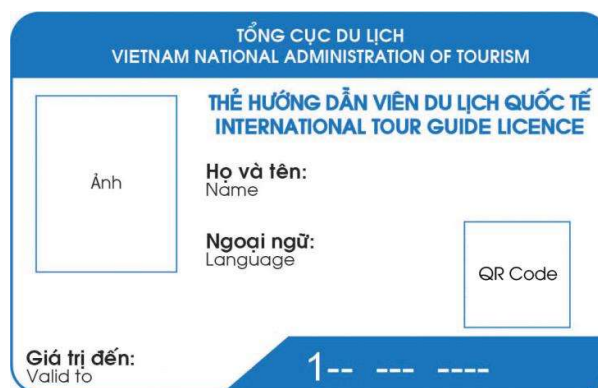 TỔNG CỤC DU LỊCH
VIETNAM NATIONAL ADMINISTRATION OF TOURISM
THẺ HƯỚNG DẪN VIÊN DU LỊCH QUỐC TẾ
INTERNATIONAL TOUR GUIDE LICENCE
Ảnh
Họ và tên:
Name
Ngoại ngữ:
Language
QR Code
Giá trị đến:
Valid to
1-- --- ----